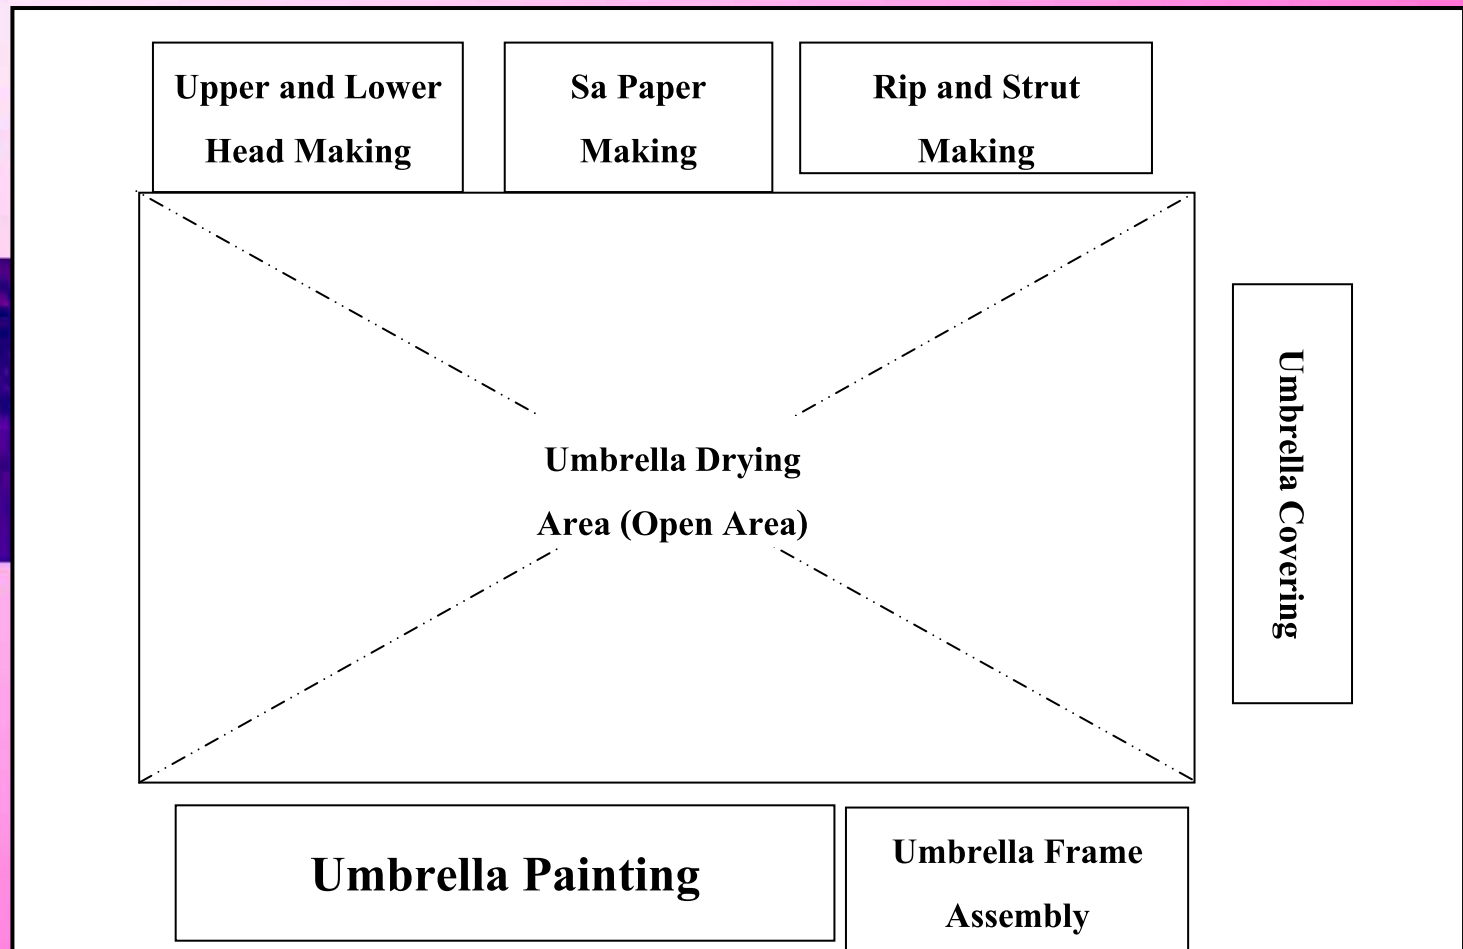 Upper and Lower
Head Making
Sa Paper
Making
Rip and Strut
Making
Umbrella Drying
Area (Open Area)
Umbrella Covering
Umbrella Painting
Umbrella Frame
Assembly